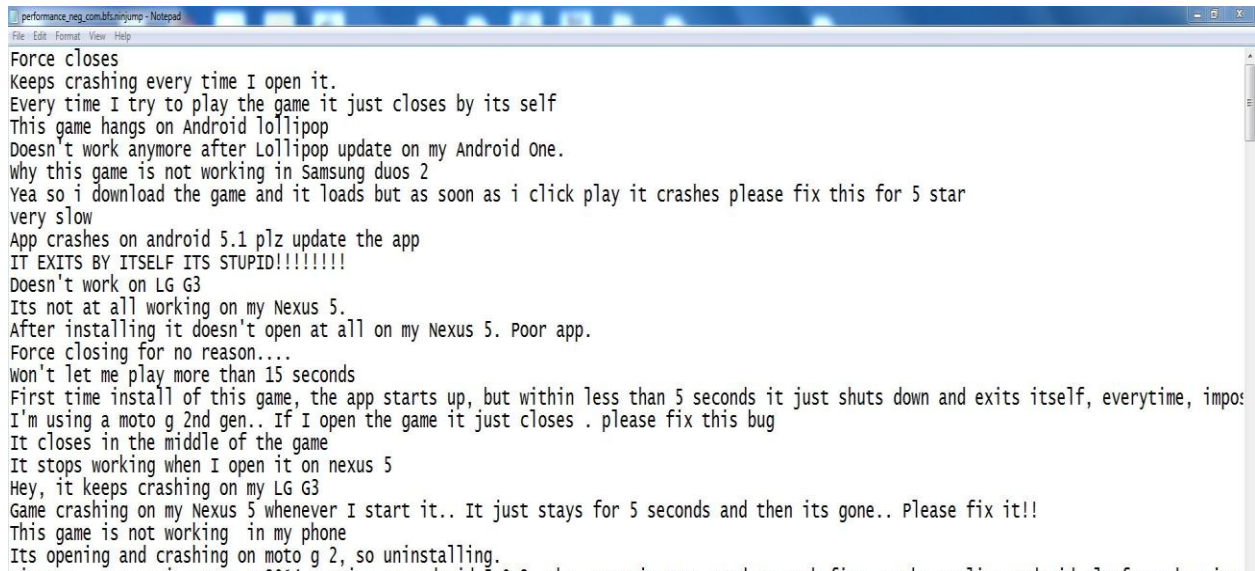 performance_neg_com.bfs.ninjump - Notepad
File Edit Format View Help
Force closes
Keeps crashing every time I open it.
Every time I try to play the game it just closes by its self
This game hangs on Android lollipop
Doesn't work anymore after Lollipop update on my Android One.
Why this game is not working in Samsung duos 2
Yea so i download the game and it loads but as soon as i click play it crashes please fix this for 5 star
very slow
App crashes on android 5.1 plz update the app
IT EXITS BY ITSELF ITS STUPID!!!!!!!!
Doesn't work on LG G3
Its not at all working on my Nexus 5.
After installing it doesn't open at all on my Nexus 5. Poor app.
Force closing for no reason....
Won't let me play more than 15 seconds
First time install of this game, the app starts up, but within less than 5 seconds it just shuts down and exits itself, everytime, impos
I'm using a moto g 2nd gen.. If I open the game it just closes . please fix this bug
It closes in the middle of the game
It stops working when I open it on nexus 5
Hey, it keeps crashing on my LG G3
Game crashing on my Nexus 5 whenever I start it.. It just stays for 5 seconds and then its gone.. Please fix it!!
This game is not working  in my phone
Its opening and crashing on moto g 2, so uninstalling.